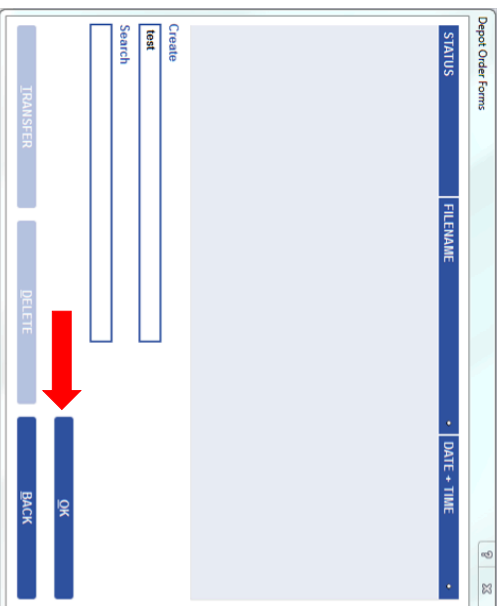 Depot Order Forms
STATUS FILENAME DATE + TIME
Create
test
Search
OK
TRANSFER DELETE BACK